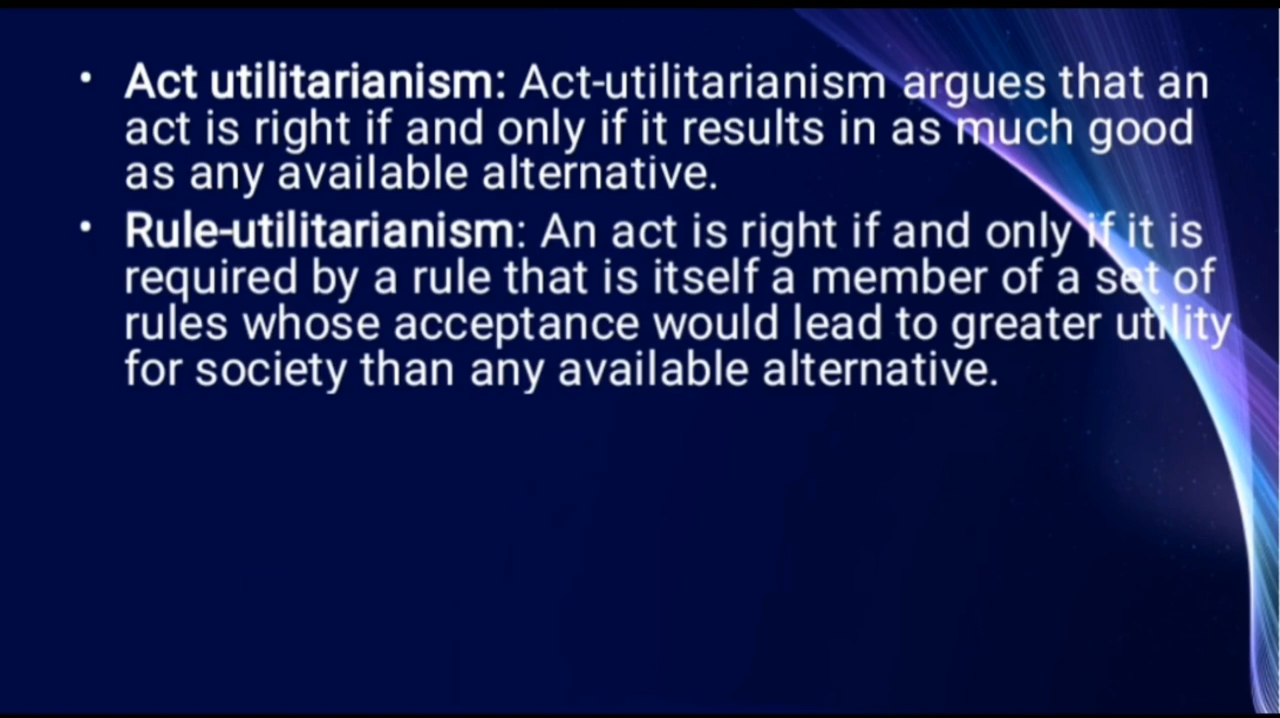 • Act utilitarianism: Act-utilitarianism argues that an
act is right if and only if it results in as much good
as any available alternative.
• Rule-utilitarianism: An act is right if and only if it is
required by a rule that is itself a member of a set of
rules whose acceptance would lead to greater utility
for society than any available alternative.